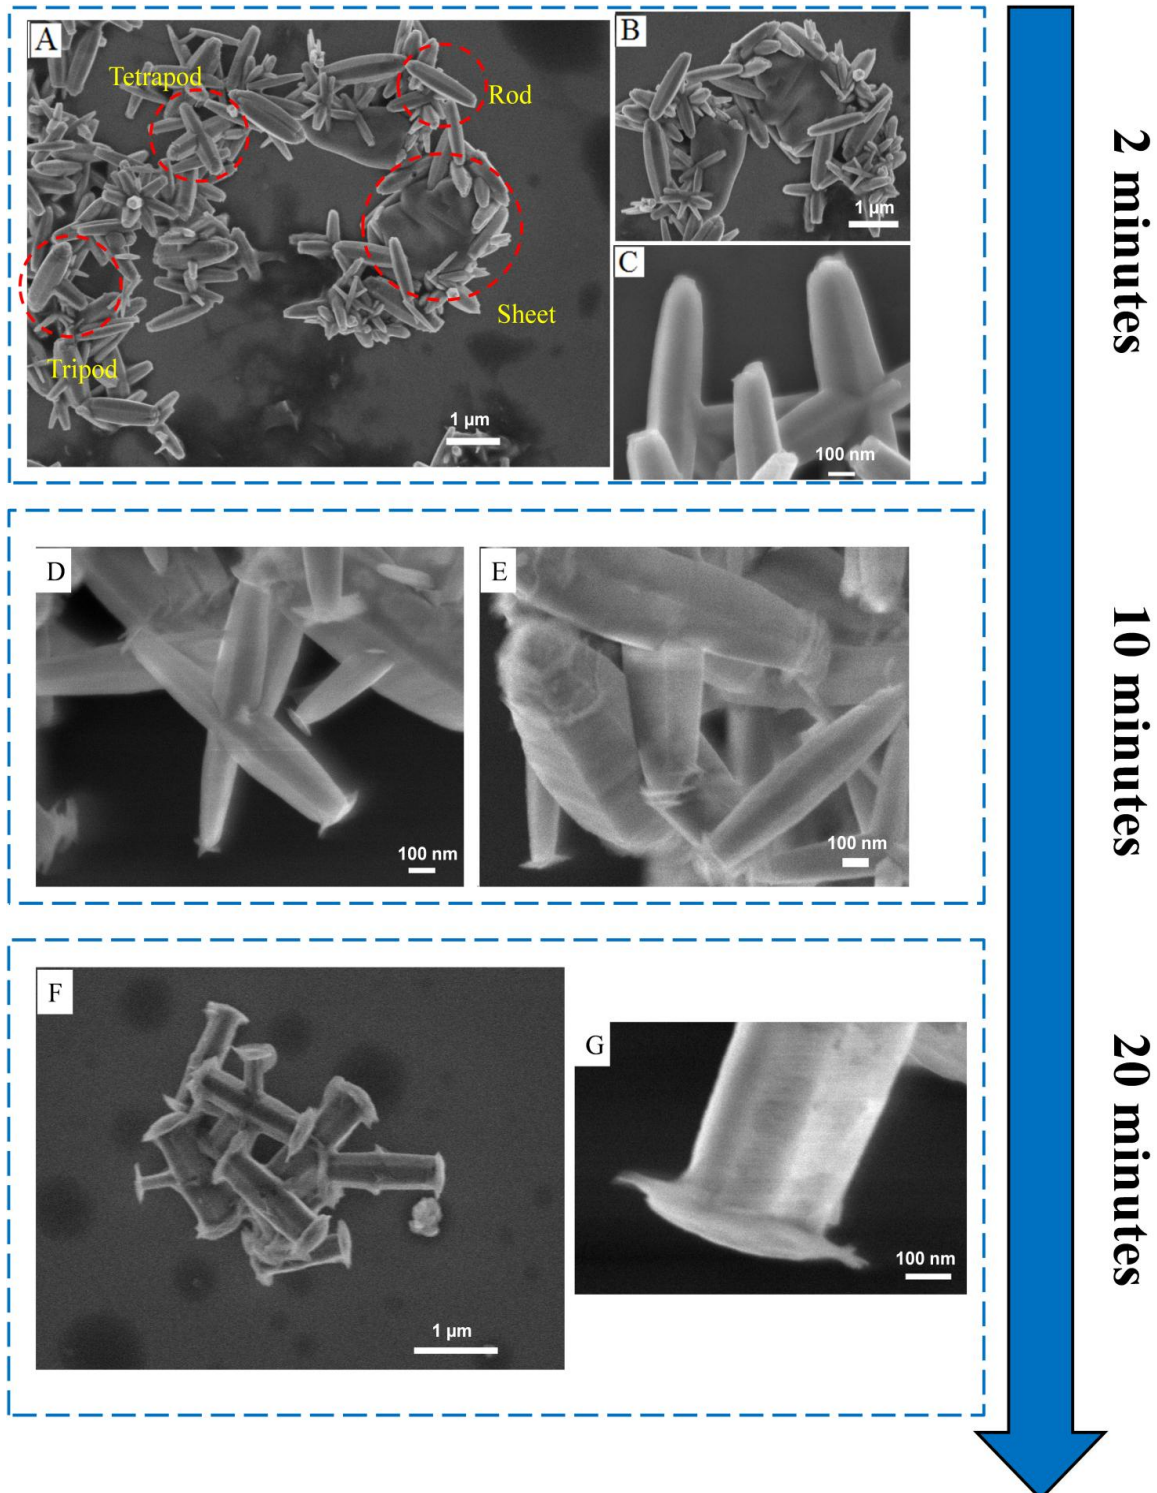 A
Tetrapod
Rod
Sheet
Tripod
1 µm
B
1 µm
C
100 nm
2 minutes
D
100 nm
E
100 nm
10 minutes
F
1 µm
G
100 nm
20 minutes